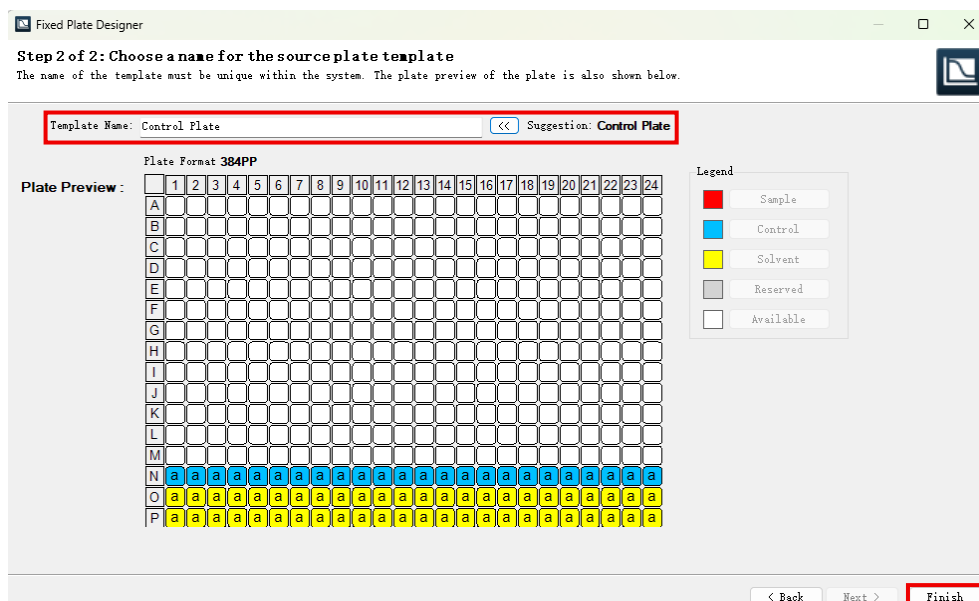 Fixed Plate Designer
Step 2 of 2: Choose a name for the source plate template
The name of the template must be unique within the system. The plate preview of the plate is also shown below.
Template Name: Control Plate << Suggestion: Control Plate
Plate Format 384PP
Plate Preview :
1 2 3 4 5 6 7 8 9 10 11 12 13 14 15 16 17 18 19 20 21 22 23 24
A
B
C
D
E
F
G
H
I
J
K
L
M
N a a a a a a a a a a a a a a a a a a a a a a a a
O a a a a a a a a a a a a a a a a a a a a a a a a
P a a a a a a a a a a a a a a a a a a a a a a a a
Legend
Sample
Control
Solvent
Reserved
Available
< Back Next > Finish